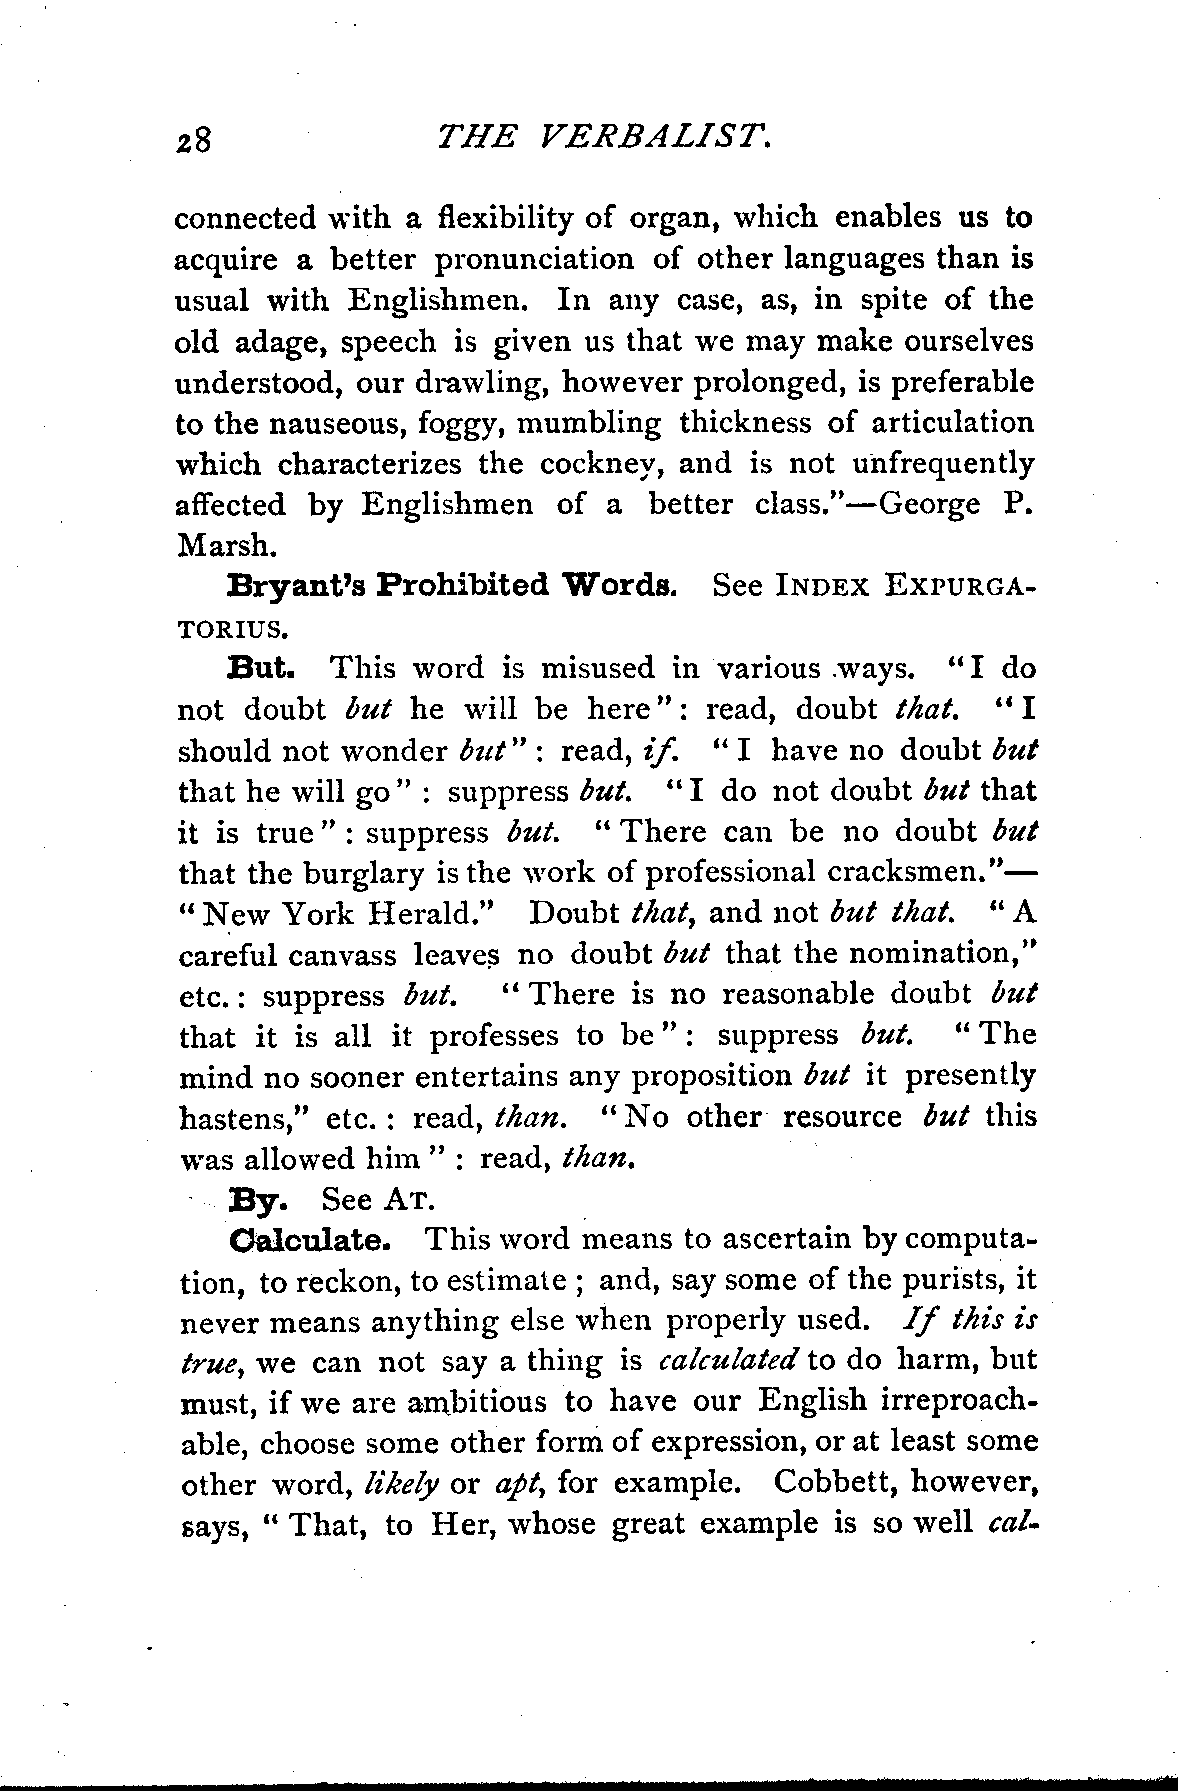 28 THE VERBALIST.
connected with a flexibility of organ, which enables us to
acquire a better pronunciation of other languages than is
usual with Englishmen. In any case, as, in spite of the
old adage, speech is given us that we may make ourselves
understood, our drawling, however prolonged, is preferable
to the nauseous, foggy, mumbling thickness of articulation
which characterizes the cockney, and is not unfrequently
affected by Englishmen of a better class."—George P.
Marsh.
Bryant's Prohibited Words. See INDEX EXPURGA-
TORIUS.
But. This word is misused in various ways. "I do
not doubt but he will be here": read, doubt that. "I
should not wonder but": read, if. "I have no doubt but
that he will go": suppress but. "I do not doubt but that
it is true": suppress but. "There can be no doubt but
that the burglary is the work of professional cracksmen."—
"New York Herald." Doubt that, and not but that. "A
careful canvass leaves no doubt but that the nomination,"
etc.: suppress but. "There is no reasonable doubt but
that it is all it professes to be": suppress but. "The
mind no sooner entertains any proposition but it presently
hastens," etc.: read, than. "No other resource but this
was allowed him": read, than.
By. See AT.
Calculate. This word means to ascertain by computa-
tion, to reckon, to estimate; and, say some of the purists, it
never means anything else when properly used. If this is
true, we can not say a thing is calculated to do harm, but
must, if we are ambitious to have our English irreproach-
able, choose some other form of expression, or at least some
other word, likely or apt, for example. Cobbett, however,
says, "That, to Her, whose great example is so well cal-